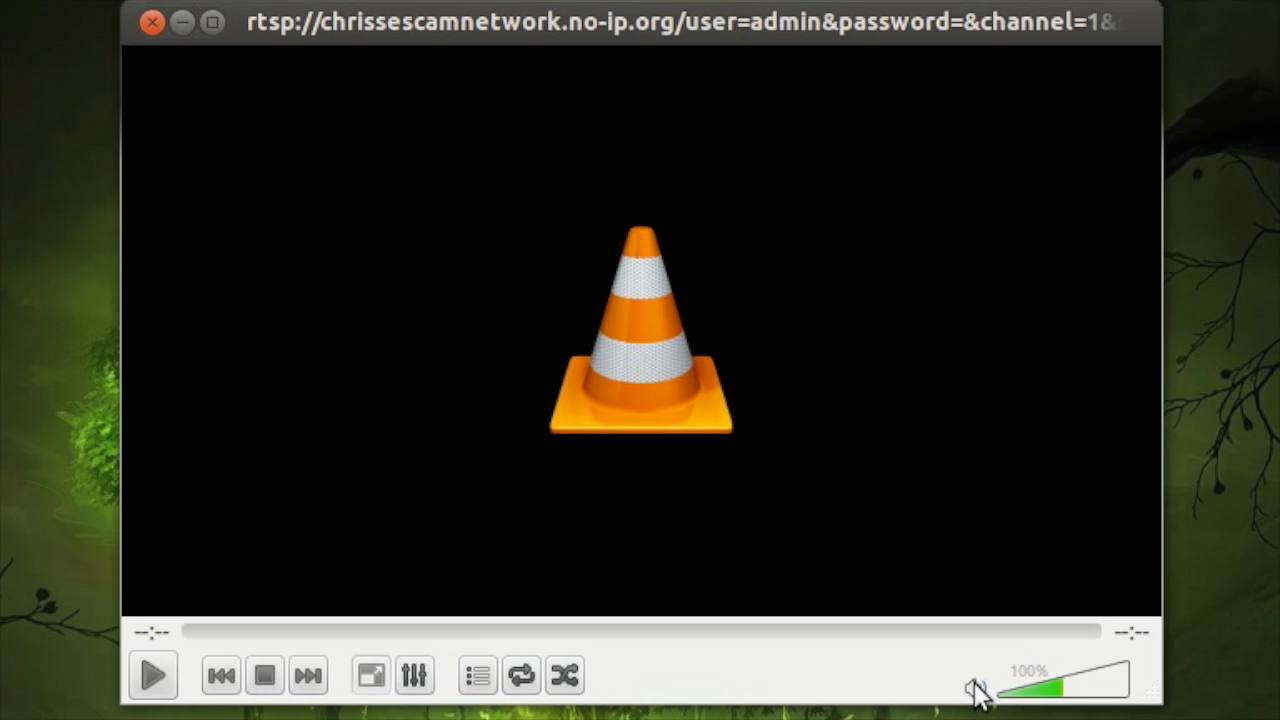 rtsp://chrissescamnetwork.no-ip.org/user=admin&password=&channel=1&
--:--
--:--
100%